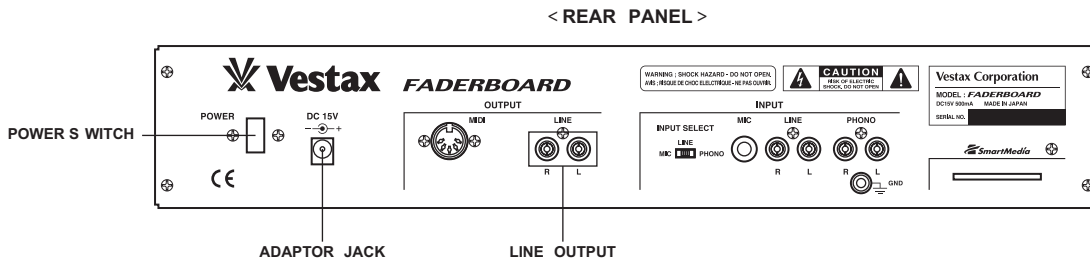 < REAR PANEL >
Vestax FADERBOARD
WARNING ; SHOCK HAZARD - DO NOT OPEN.
AVIS ; RISQUE DE CHOC ELELCTRIQUE - NE PAS OUVRIR.
CAUTION
RISK OF ELECTRIC
SHOCK, DO NOT OPEN
Vestax Corporation
MODEL : FADERBOARD
DC15V 500mA MADE IN JAPAN
SERIAL NO.
POWER S WITCH
POWER
DC 15V
- +
CE
ADAPTOR JACK
OUTPUT
MIDI
LINE
R L
LINE OUTPUT
INPUT
INPUT SELECT
LINE
MIC PHONO
MIC
LINE
R L
PHONO
R L
GND
SmartMedia